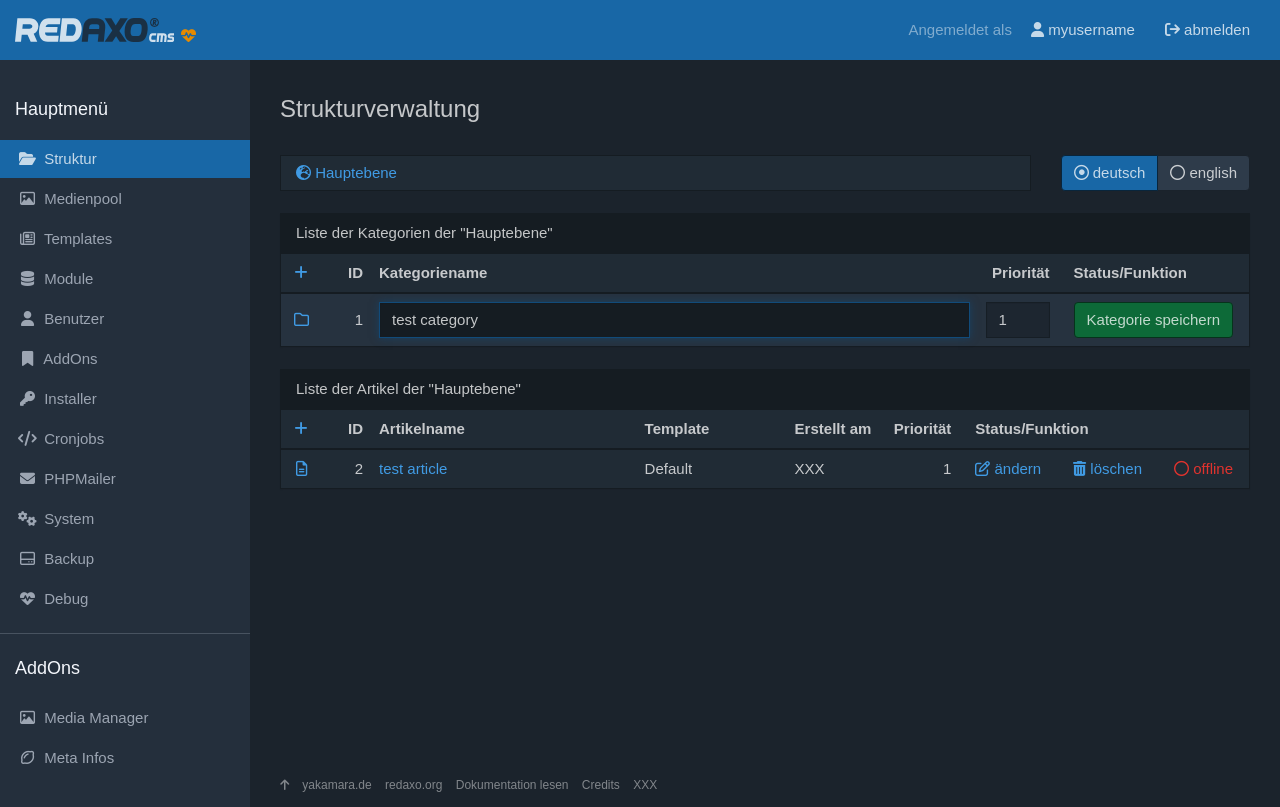 REDAXO® cms
Angemeldet als myusername abmelden
Hauptmenü
Struktur
Medienpool
Templates
Module
Benutzer
AddOns
Installer
Cronjobs
PHPMailer
System
Backup
Debug
AddOns
Media Manager
Meta Infos
Strukturverwaltung
Hauptebene
deutsch english
Liste der Kategorien der "Hauptebene"
ID Kategoriename Priorität Status/Funktion
1 test category 1 Kategorie speichern
Liste der Artikel der "Hauptebene"
ID Artikelname Template Erstellt am Priorität Status/Funktion
2 test article Default XXX 1 ändern löschen offline
yakamara.de redaxo.org Dokumentation lesen Credits XXX